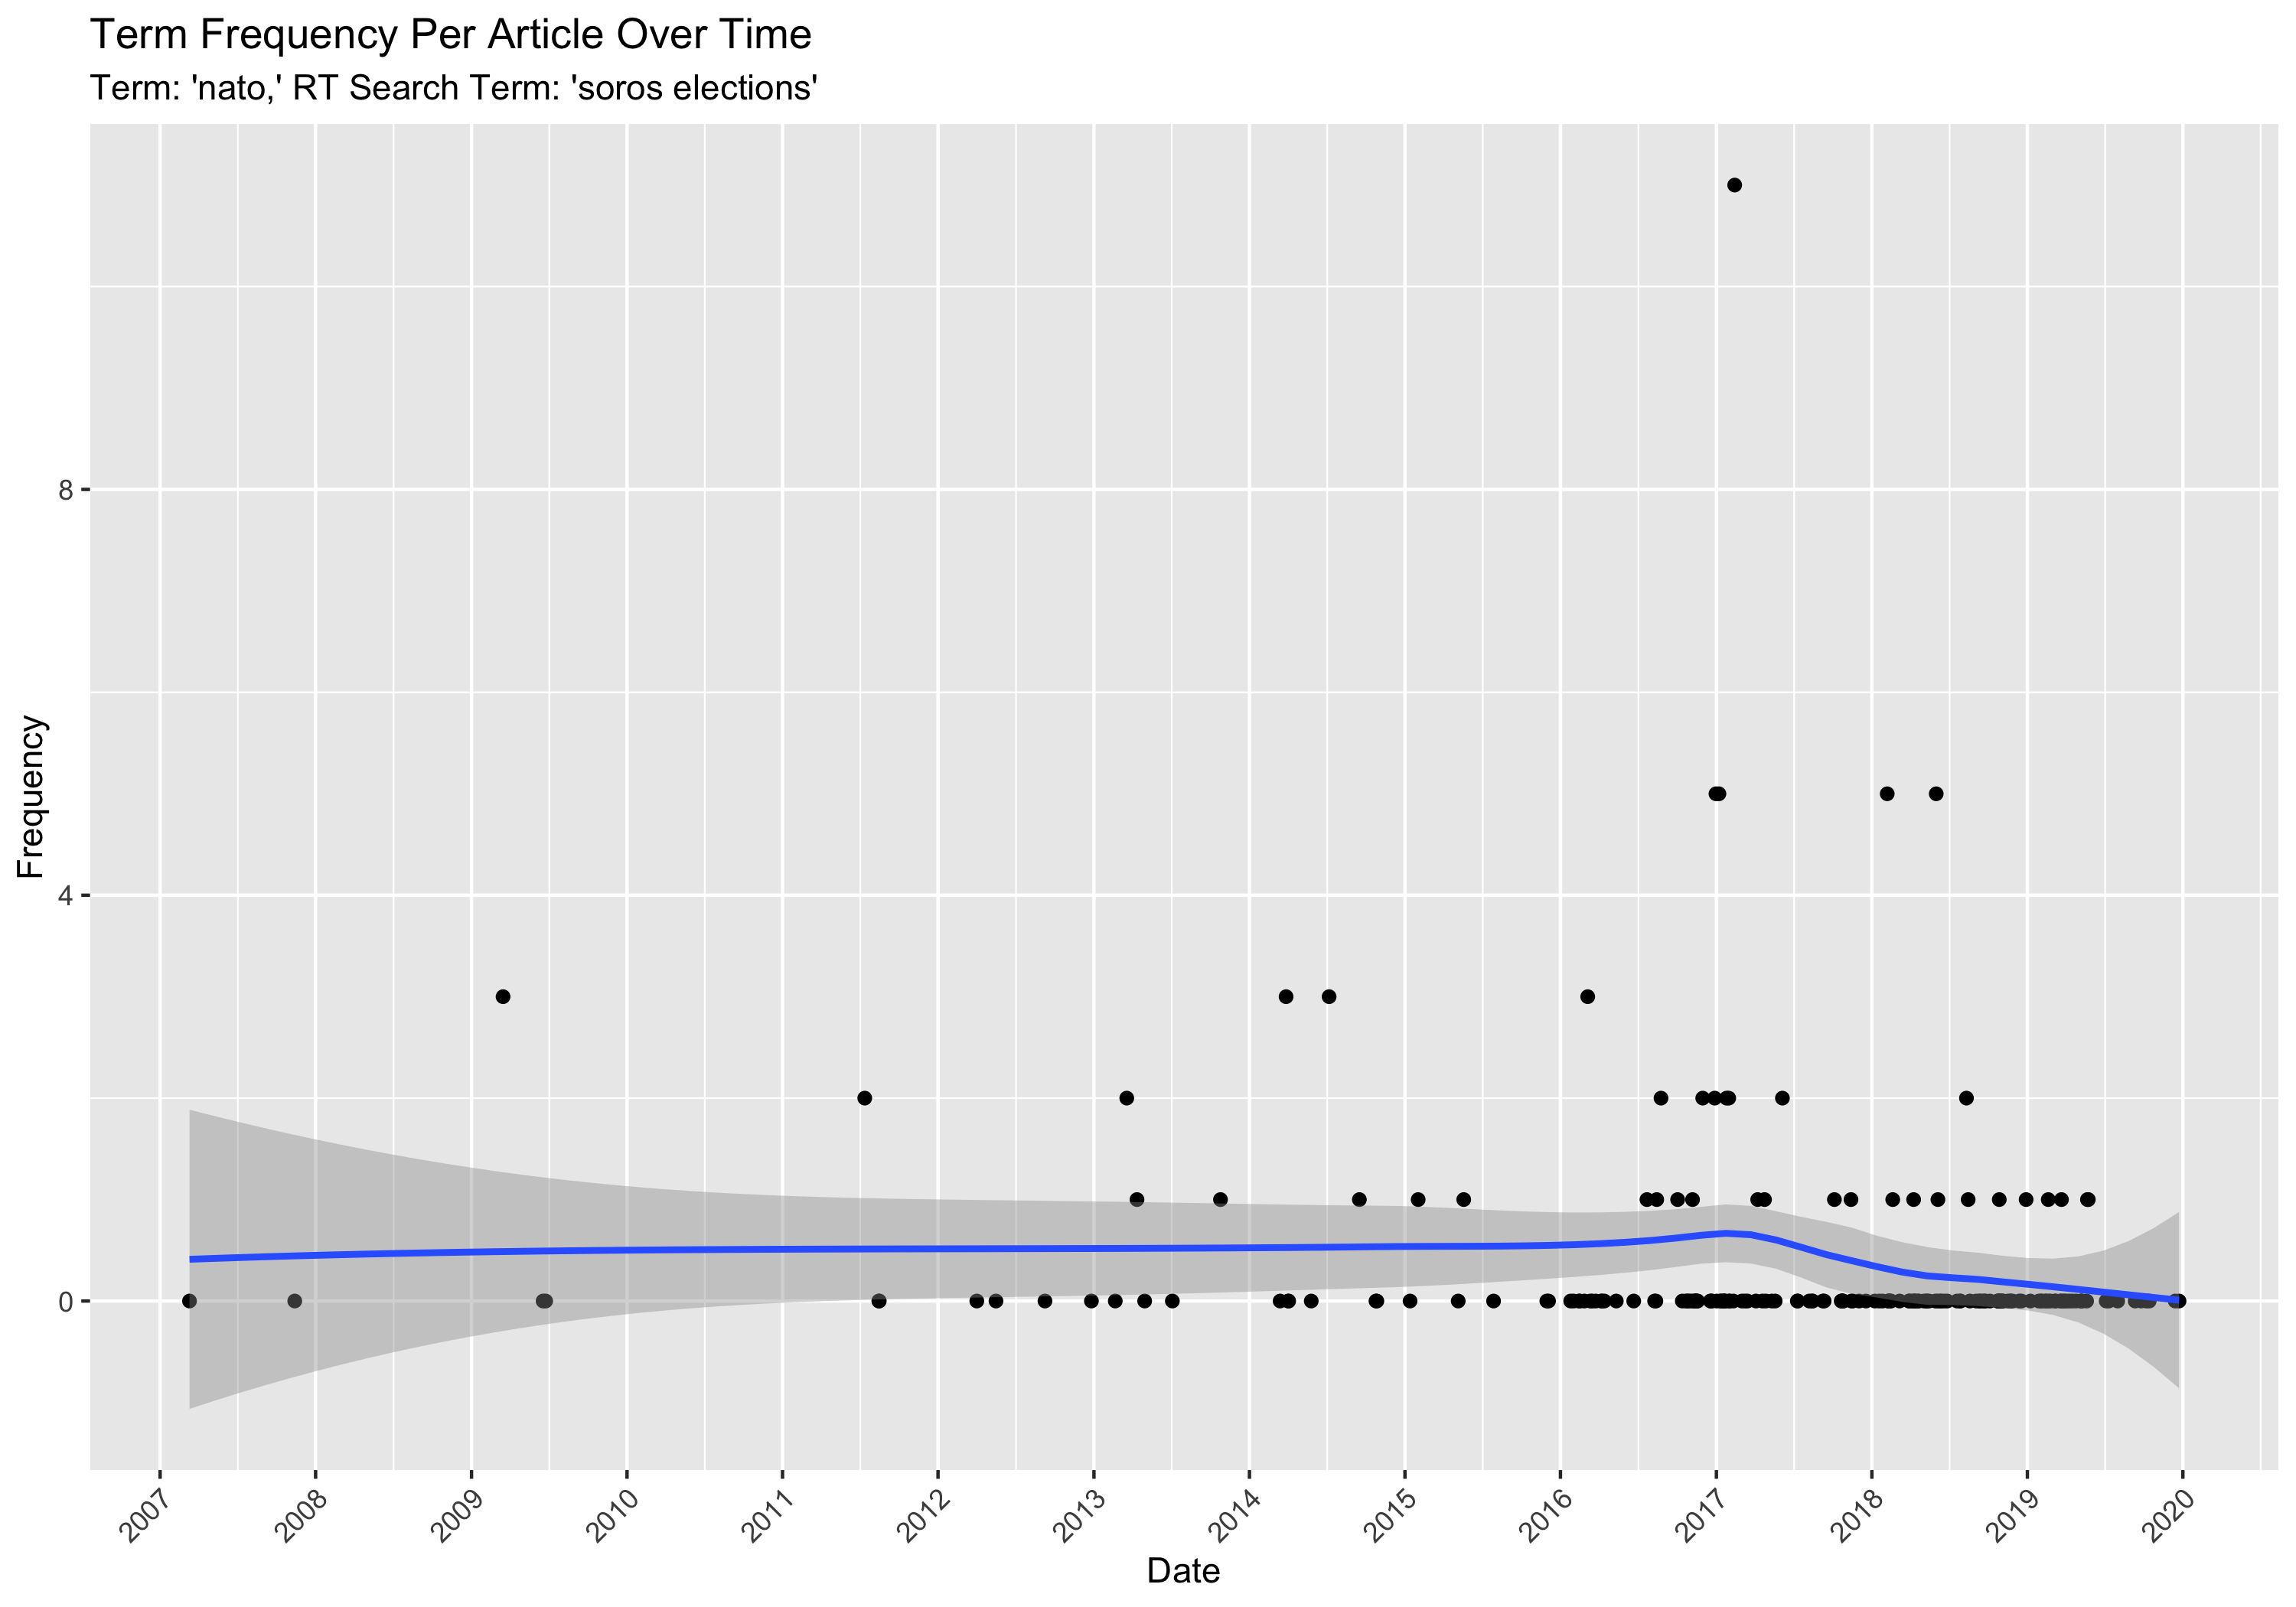 Term Frequency Per Article Over Time
Term: 'nato,' RT Search Term: 'soros elections'
Frequency
8
4
0
2007 2008 2009 2010 2011 2012 2013 2014 2015 2016 2017 2018 2019 2020
Date